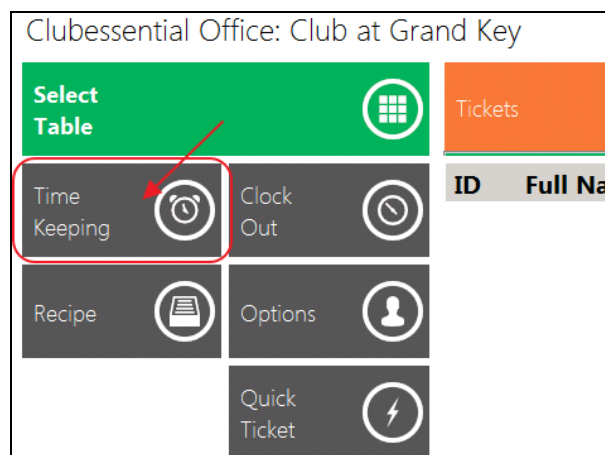 Clubessential Office: Club at Grand Key
Select
Table
Tickets
Time
Keeping
Clock
Out
ID Full Na
Recipe
Options
Quick
Ticket